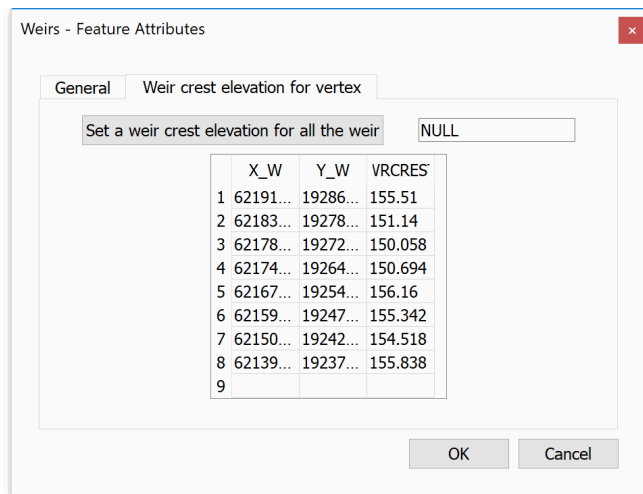 Weirs - Feature Attributes
×
General Weir crest elevation for vertex
Set a weir crest elevation for all the weir NULL
X_W Y_W VRCREST
1 62191... 19286... 155.51
2 62183... 19278... 151.14
3 62178... 19272... 150.058
4 62174... 19264... 150.694
5 62167... 19254... 156.16
6 62159... 19247... 155.342
7 62150... 19242... 154.518
8 62139... 19237... 155.838
9
OK Cancel